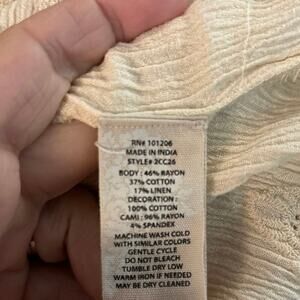 RN# 101206
MADE IN INDIA
STYLE# 2CC26
BODY : 46% RAYON
37% COTTON
17% LINEN
DECORATION :
100% COTTON
CAMI : 96% RAYON
4% SPANDEX
MACHINE WASH COLD
WITH SIMILAR COLORS
GENTLE CYCLE
DO NOT BLEACH
TUMBLE DRY LOW
WARM IRON IF NEEDED
MAY BE DRY CLEANED